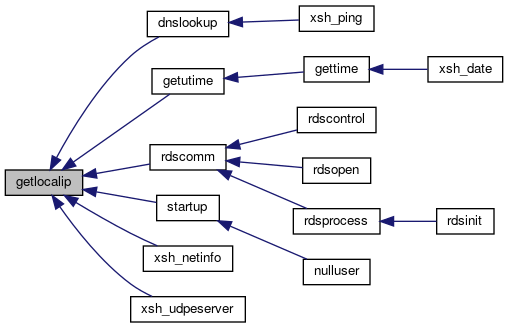 dnslookup
xsh_ping
getutime
gettime
xsh_date
rdscontrol
rdscomm
rdsopen
getlocalip
startup
rdsprocess
rdsinit
xsh_netinfo
nulluser
xsh_udpeserver